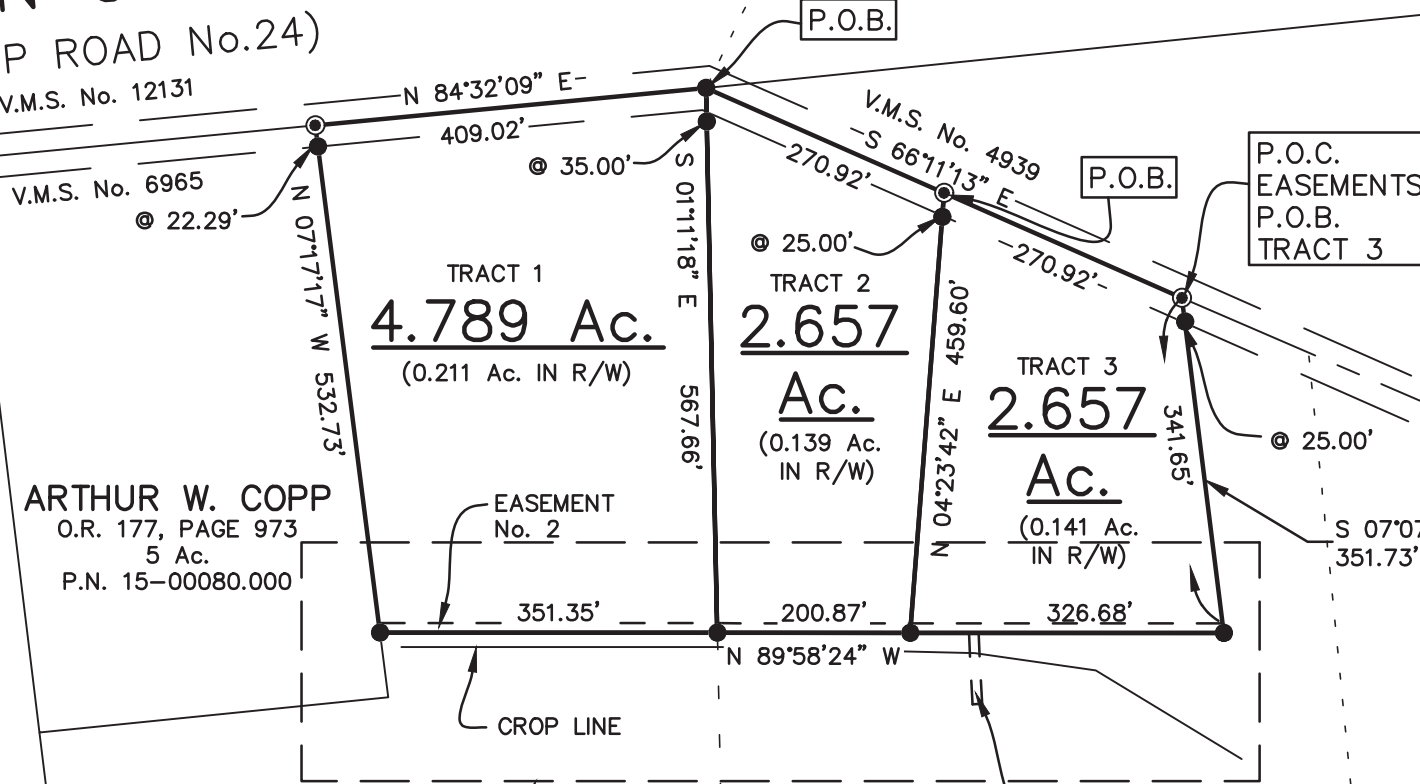 P ROAD No.24)
V.M.S. No. 12131
N 84°32'09" E
409.02'
P.O.B.
V.M.S. No. 6965
@ 22.29'
@ 35.00'
V.M.S. No. 4939
S 66°11'13" E
270.92'
P.O.B.
P.O.C.
EASEMENTS
P.O.B.
TRACT 3
@ 25.00'
270.92'
N 07°17'17" W 532.73'
TRACT 1
4.789 Ac.
(0.211 Ac. IN R/W)
S 01°11'18" E 567.66'
TRACT 2
2.657
Ac.
(0.139 Ac.
IN R/W)
N 04°23'42" E 459.60'
TRACT 3
2.657
Ac.
(0.141 Ac.
IN R/W)
341.65'
@ 25.00'
S 07°07
351.73'
ARTHUR W. COPP
O.R. 177, PAGE 973
5 Ac.
P.N. 15-00080.000
EASEMENT
No. 2
351.35'
200.87'
326.68'
N 89°58'24" W
CROP LINE